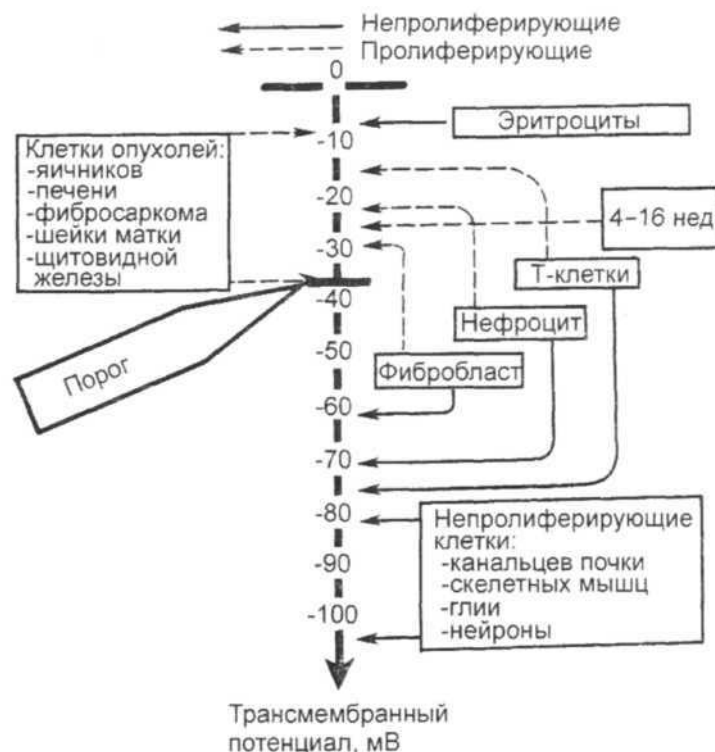 Непролиферирующие
Пролиферирующие
0
Эритроциты
-10
Клетки опухолей:
-яичников
-печени
-фибросаркома
-шейки матки
-щитовидной
железы
-20
4–16 нед
-30
Т-клетки
-40
Нефроцит
Порог
-50
Фибробласт
-60
-70
-80
Непролиферирующие
клетки:
-канальцев почки
-скелетных мышц
-глии
-нейроны
-90
-100
Трансмембранный
потенциал, мВ